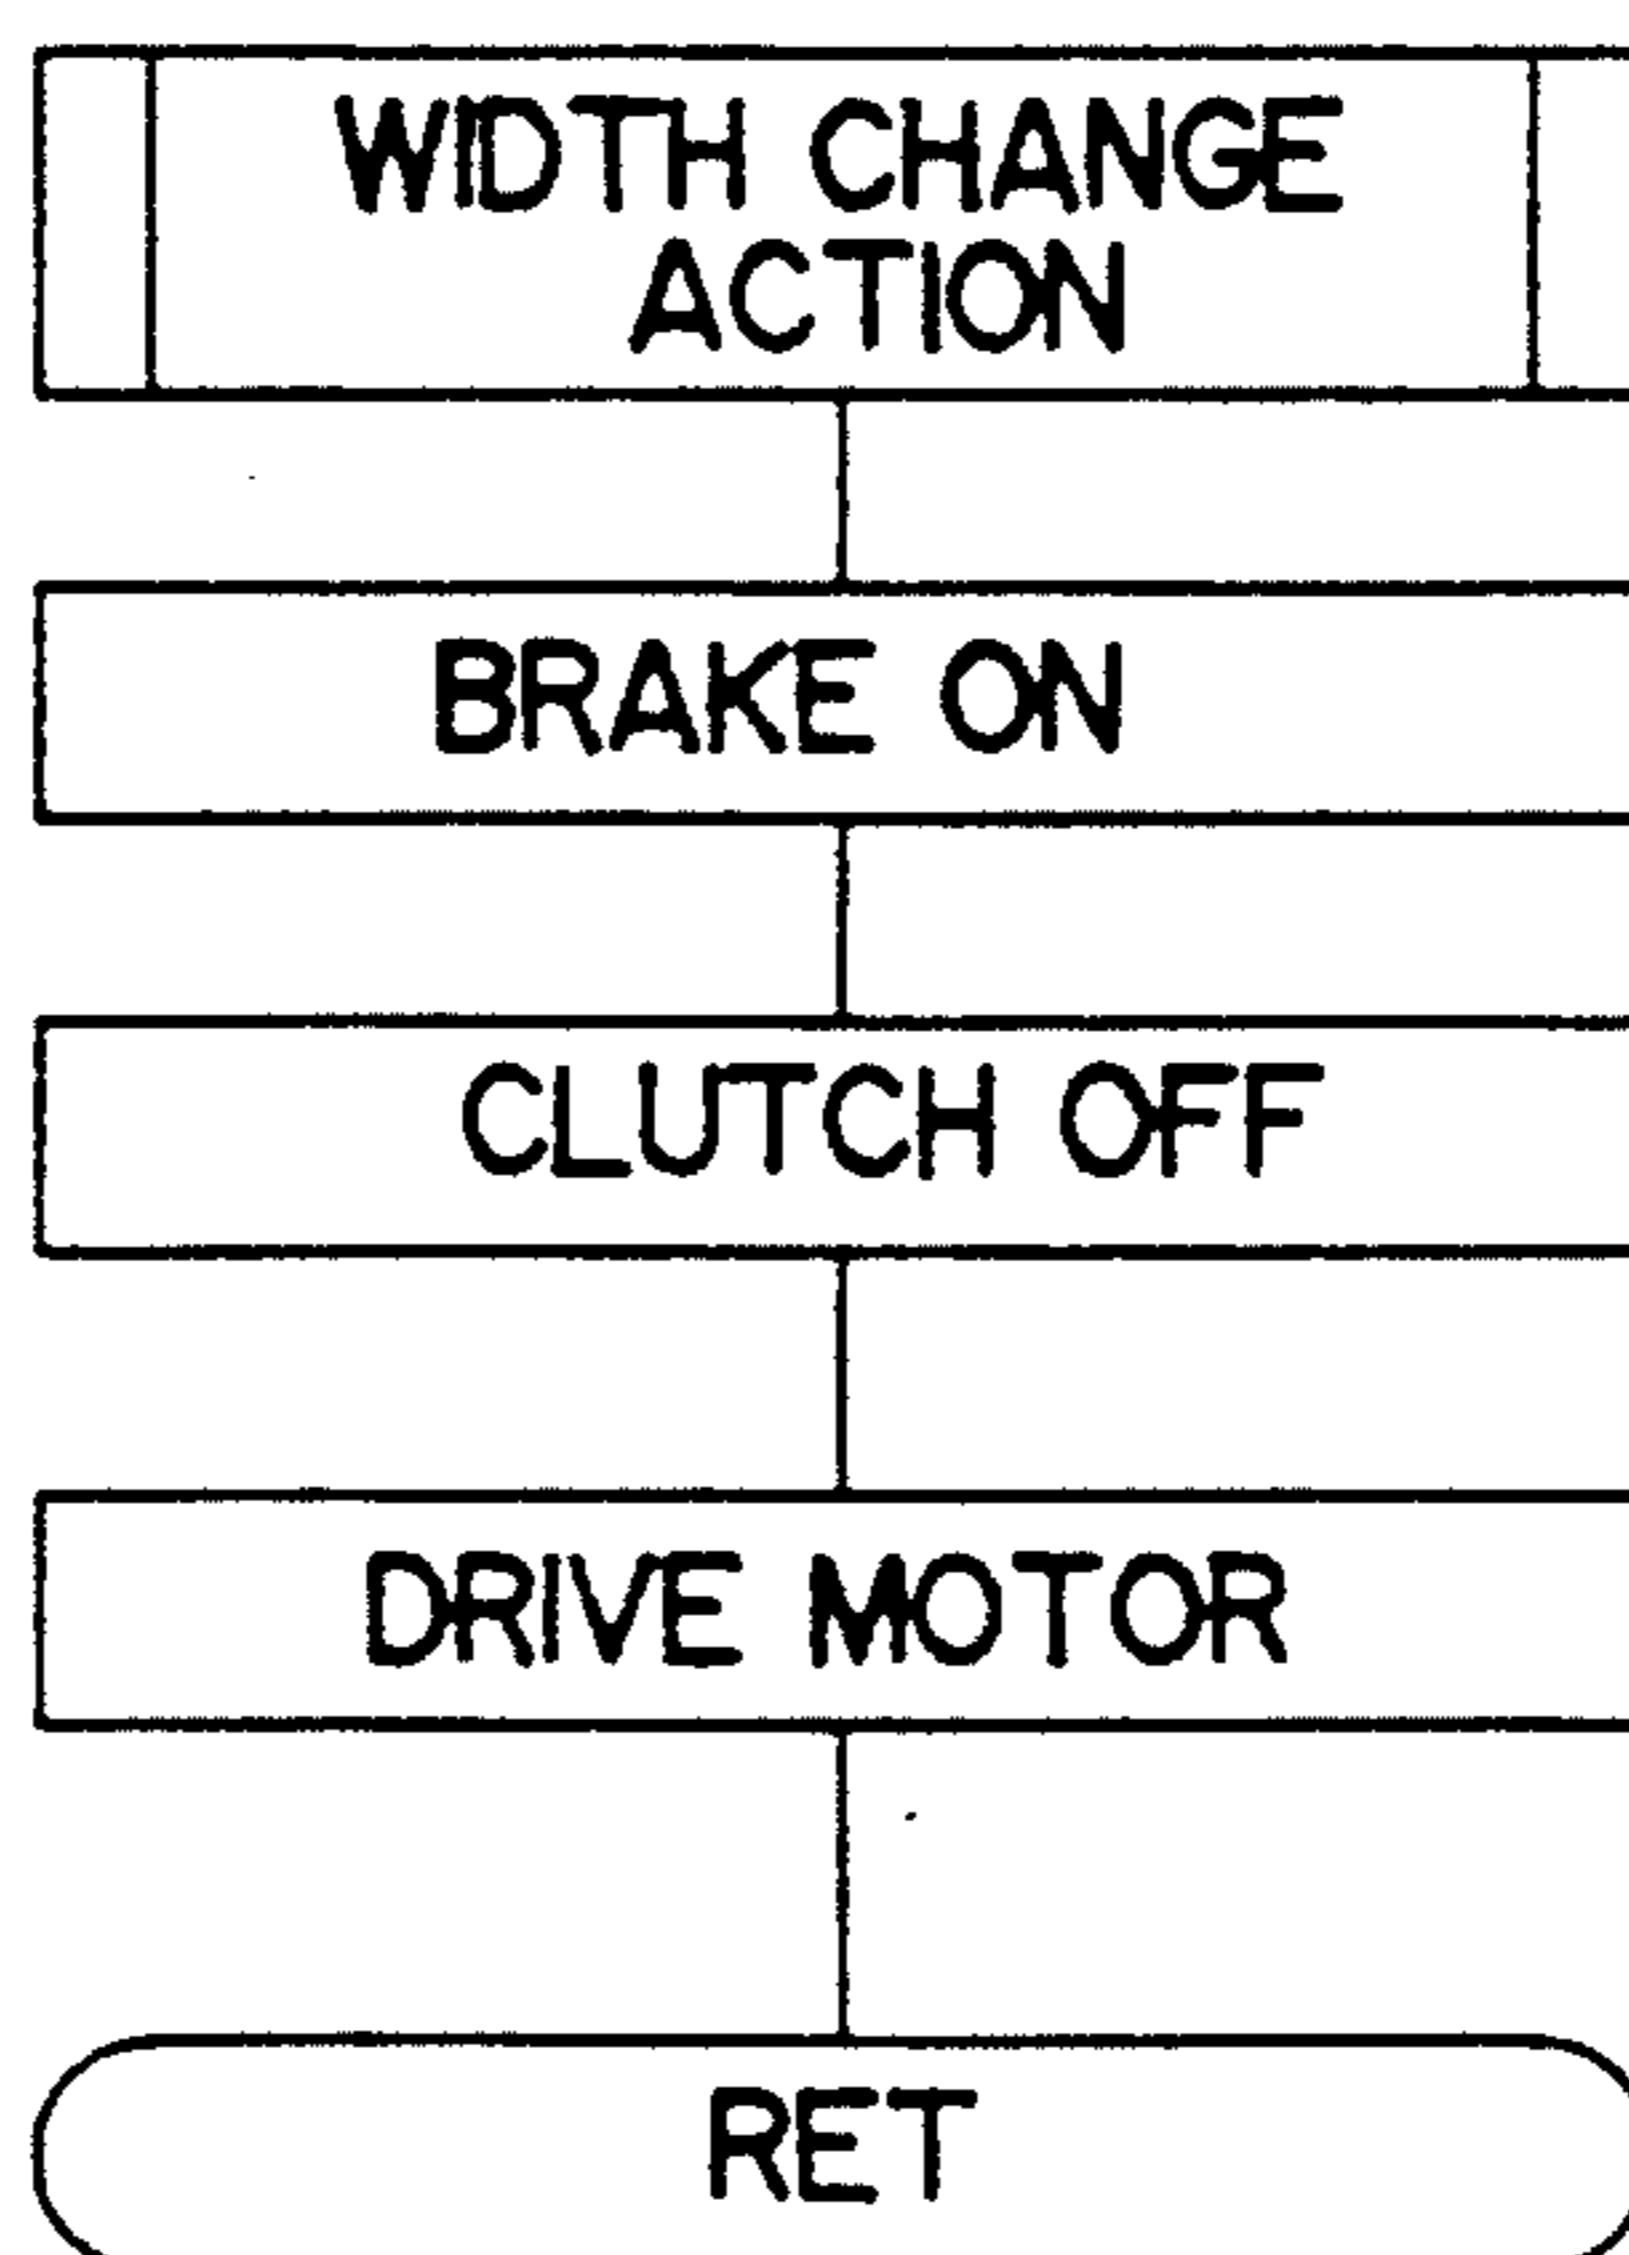 WIDTH CHANGE
ACTION
BRAKE ON
CLUTCH OFF
DRIVE MOTOR
RET